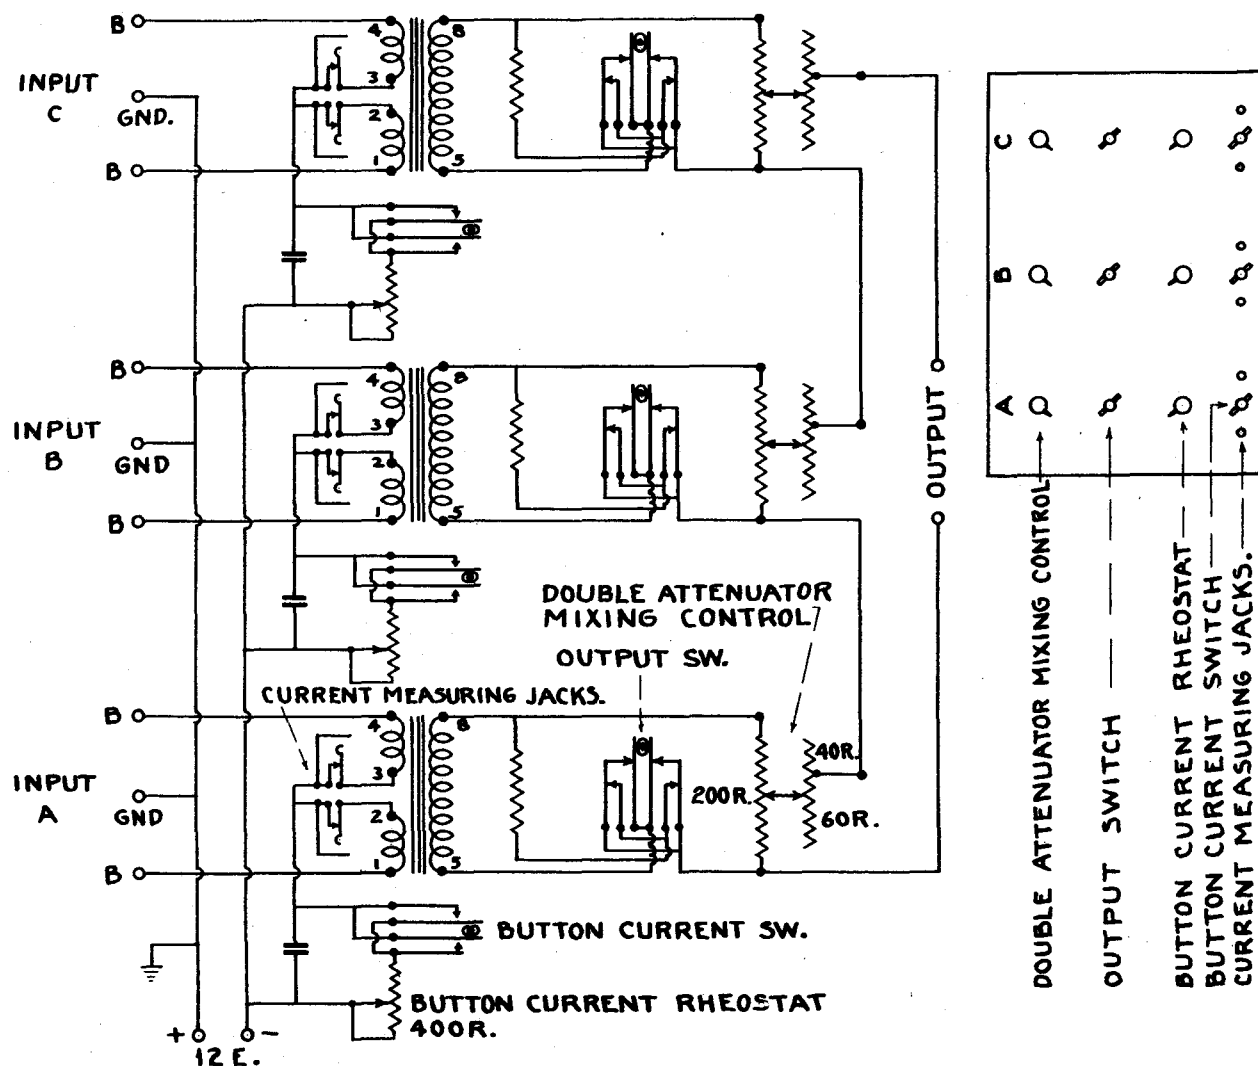 B
INPUT
C
GND.
B
4
3
2
1
8
5
B
INPUT
B
GND
B
4
3
2
1
8
5
DOUBLE ATTENUATOR
MIXING CONTROL
OUTPUT SW.
CURRENT MEASURING JACKS.
B
INPUT
A
GND
B
4
3
2
1
8
5
200R.
40R.
60R.
BUTTON CURRENT SW.
BUTTON CURRENT RHEOSTAT
400R.
+ -
12 E.
OUTPUT
C
B
A
DOUBLE ATTENUATOR MIXING CONTROL
OUTPUT SWITCH
BUTTON CURRENT RHEOSTAT
BUTTON CURRENT SWITCH
CURRENT MEASURING JACKS.